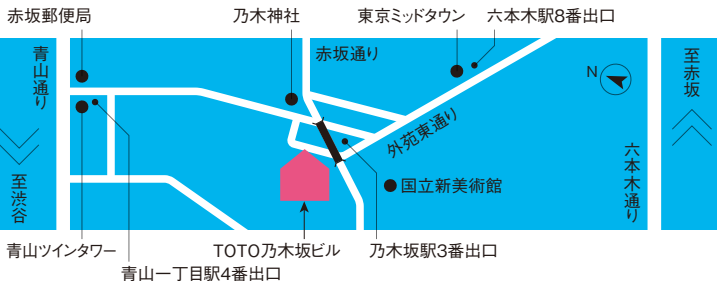 赤坂郵便局
乃木神社
東京ミッドタウン
六本木駅8番出口
青山通り
赤坂通り
N
至赤坂
外苑東通り
六本木通り
至渋谷
国立新美術館
青山ツインタワー
TOTO乃木坂ビル
乃木坂駅3番出口
青山一丁目駅4番出口